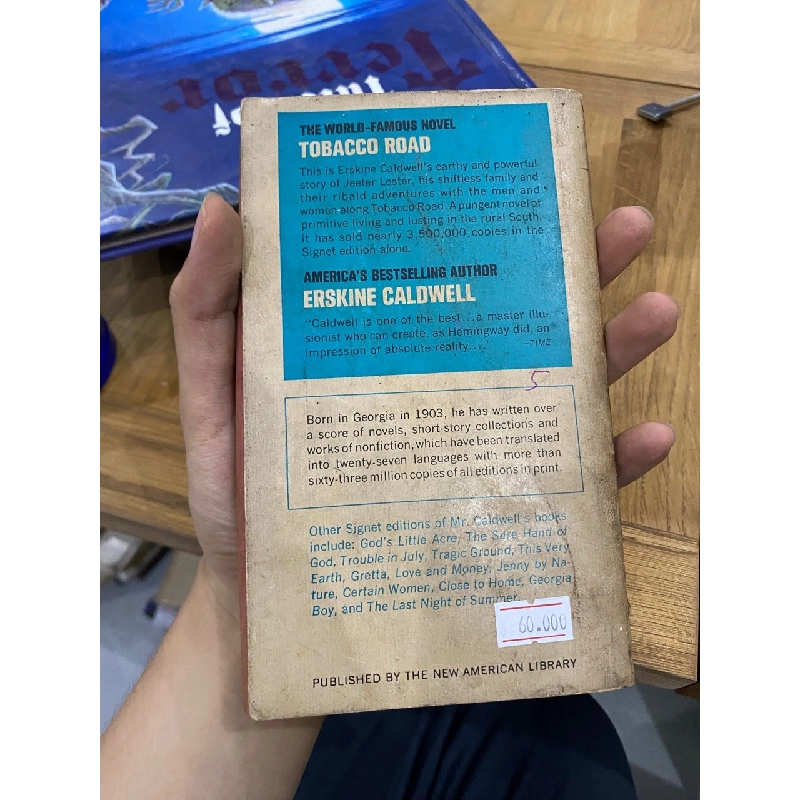 Tales of
Terror
THE WORLD-FAMOUS NOVEL
TOBACCO ROAD
This is Erskine Caldwell's earthy and powerful
story of Jeeter Lester, his shiftless family and
their ribald adventures with the men and
women along Tobacco Road. A pungent novel of
primitive living and lusting in the rural South,
it has sold nearly 3,500,000 copies in the
Signet edition alone.
AMERICA'S BESTSELLING AUTHOR
ERSKINE CALDWELL
"Caldwell is one of the best...a master illu-
sionist who can create, as Hemingway did, an
impression of absolute reality..." —TIME
5
Born in Georgia in 1903, he has written over
a score of novels, short story collections and
works of nonfiction, which have been translated
into twenty-seven languages with more than
sixty-three million copies of all editions in print.
Other Signet editions of Mr. Caldwell's books
include: God's Little Acre, The Sure Hand of
God, Trouble in July, Tragic Ground, This Very
Earth, Gretta, Love and Money, Jenny by Na-
ture, Certain Women, Close to Home, Georgia
Boy, and The Last Night of Summer.
60.000
PUBLISHED BY THE NEW AMERICAN LIBRARY